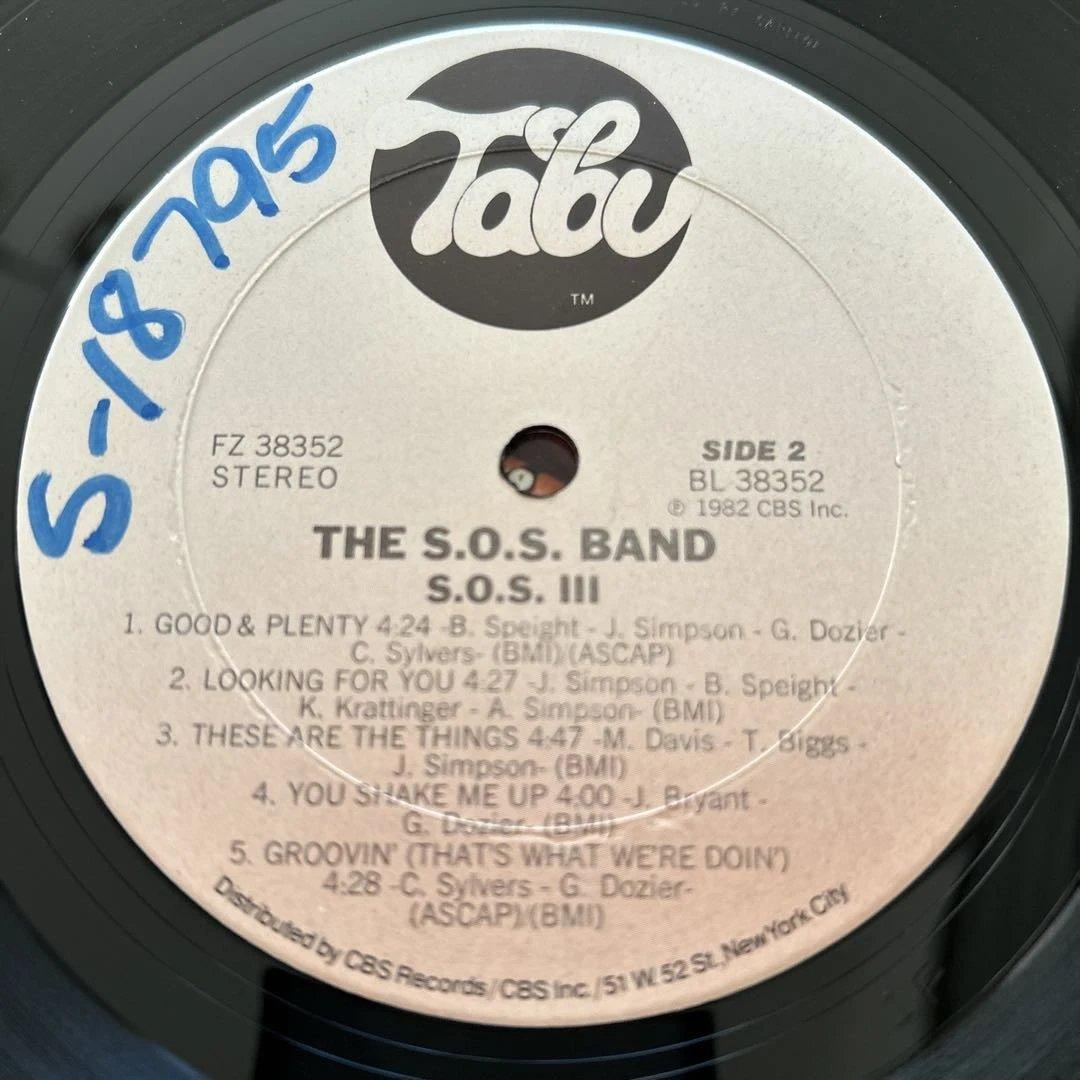 Tabu
TM
S-18795
FZ 38352
STEREO
SIDE 2
BL 38352
℗ 1982 CBS Inc.
THE S.O.S. BAND
S.O.S. III
1. GOOD & PLENTY 4:24 -B. Speight - J. Simpson - G. Dozier -
C. Sylvers- (BMI)/(ASCAP)
2. LOOKING FOR YOU 4:27 -J. Simpson - B. Speight -
K. Krattinger - A. Simpson- (BMI)
3. THESE ARE THE THINGS 4:47 -M. Davis - T. Biggs -
J. Simpson- (BMI)
4. YOU SHAKE ME UP 4:00 -J. Bryant -
G. Dozier- (BMI)
5. GROOVIN' (THAT'S WHAT WE'RE DOIN')
4:28 -C. Sylvers - G. Dozier-
(ASCAP)/(BMI)
Distributed by CBS Records/CBS Inc./51 W. 52 St., New York City